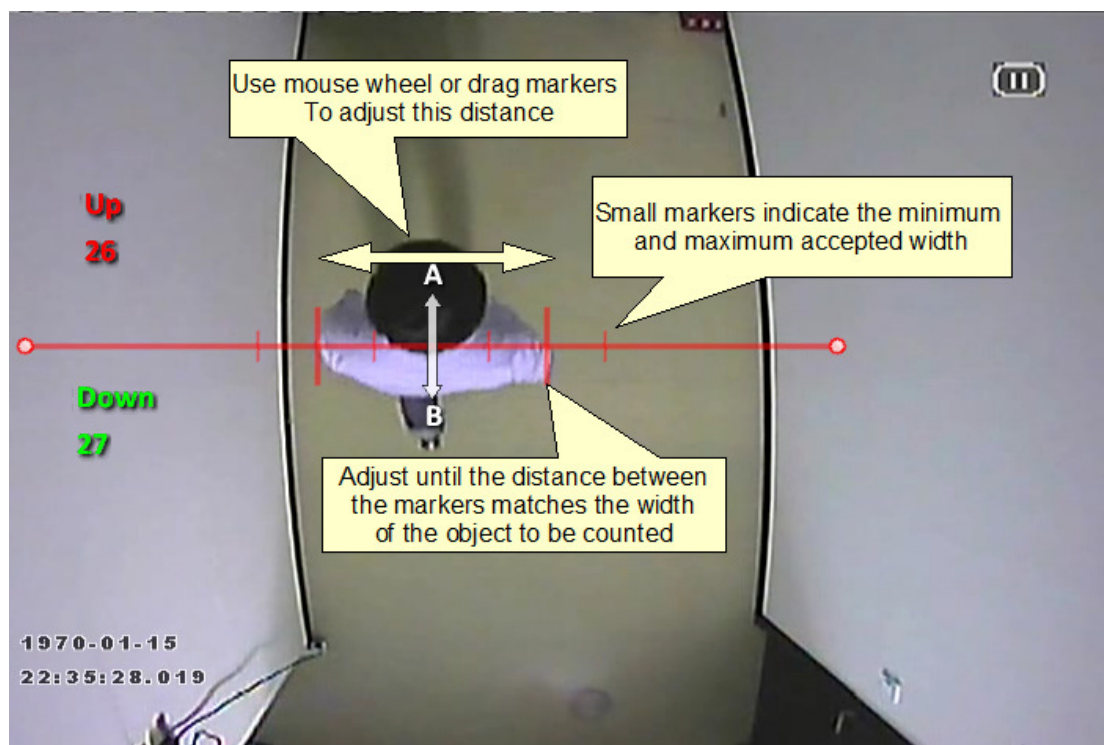 Use mouse wheel or drag markers
To adjust this distance
Up
26
Small markers indicate the minimum
and maximum accepted width
A
B
Down
27
Adjust until the distance between
the markers matches the width
of the object to be counted
1970-01-15
22:35:28.019